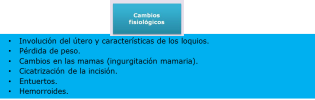 Cambios
fisiológicos
• Involución del útero y características de los loquios.
• Pérdida de peso.
• Cambios en las mamas (ingurgitación mamaria).
• Cicatrización de la incisión.
• Entuertos.
• Hemorroides.